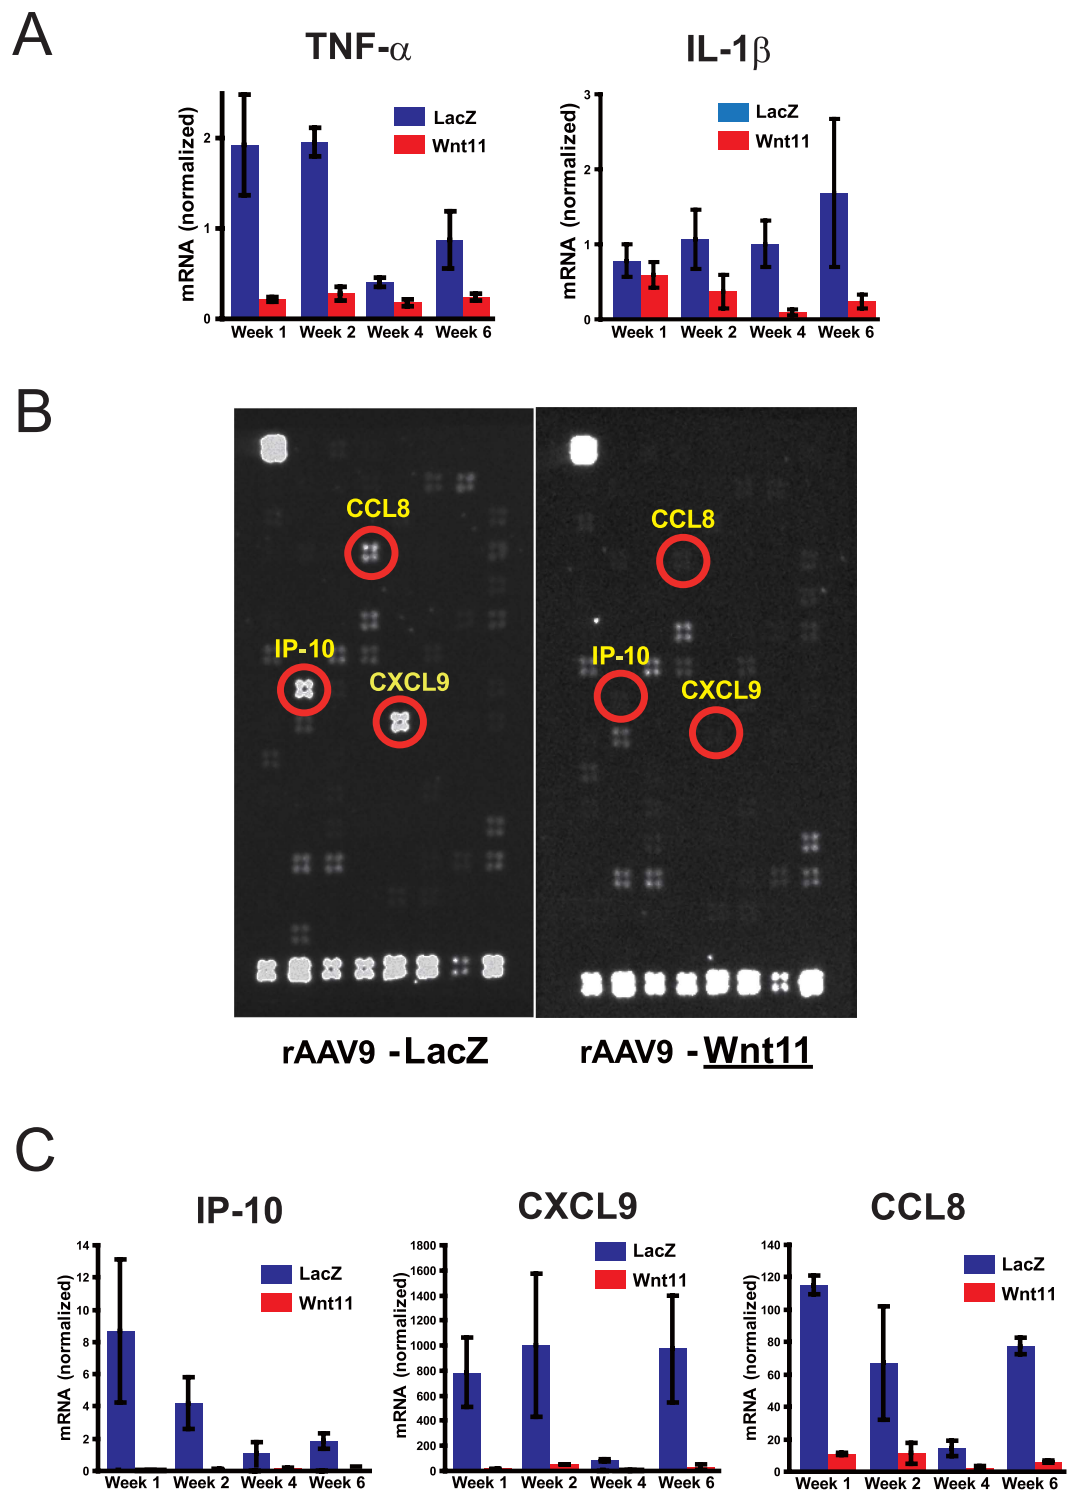 A
TNF-α
IL-1β
mRNA (normalized)
2
1
0
LacZ
Wnt11
Week 1 Week 2 Week 4 Week 6
mRNA (normalized)
3
2
1
0
LacZ
Wnt11
Week 1 Week 2 Week 4 Week 6
B
CCL8
IP-10
CXCL9
CCL8
IP-10
CXCL9
rAAV9 -LacZ
rAAV9 -Wnt11
C
IP-10
CXCL9
CCL8
mRNA (normalized)
14
12
10
8
6
4
2
0
LacZ
Wnt11
Week 1 Week 2 Week 4 Week 6
mRNA (normalized)
1800
1600
1400
1200
1000
800
600
400
200
0
LacZ
Wnt11
Week 1 Week 2 Week 4 Week 6
mRNA (normalized)
140
120
100
80
60
40
20
0
LacZ
Wnt11
Week 1 Week 2 Week 4 Week 6